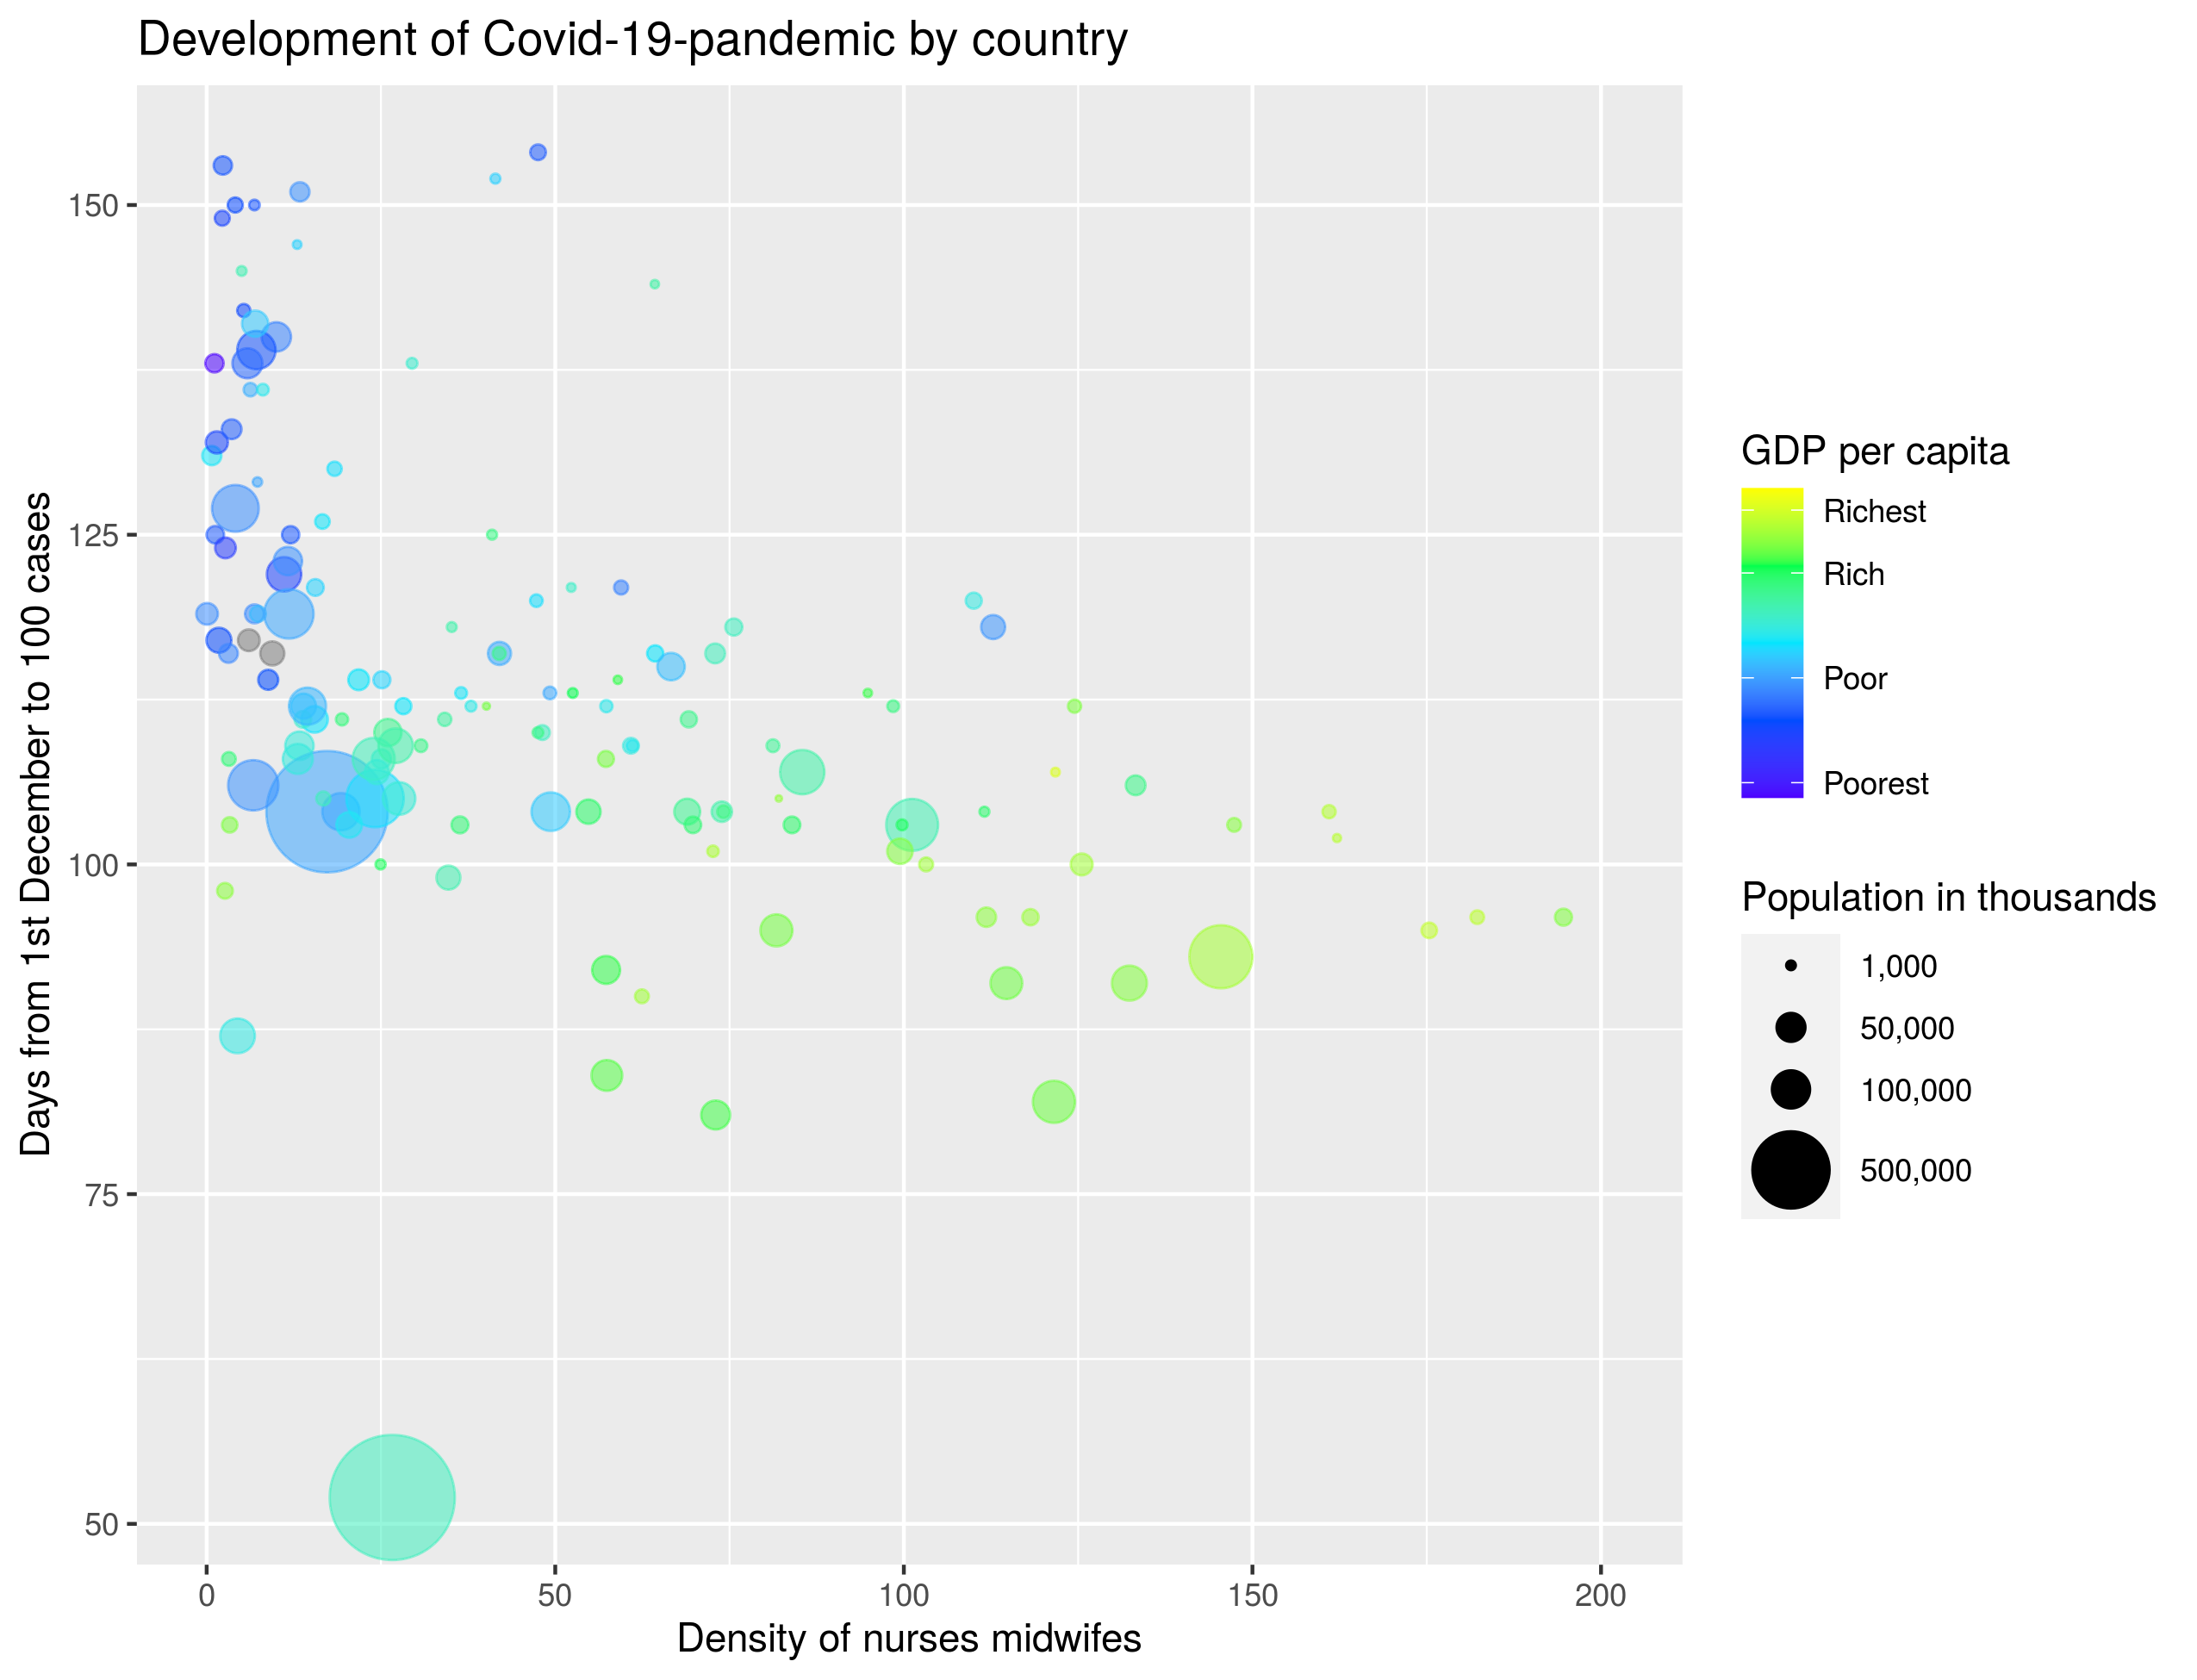 Development of Covid-19-pandemic by country
Days from 1st December to 100 cases
150
125
100
75
50
0
50
100
150
200
Density of nurses midwifes
GDP per capita
Richest
Rich
Poor
Poorest
Population in thousands
1,000
50,000
100,000
500,000